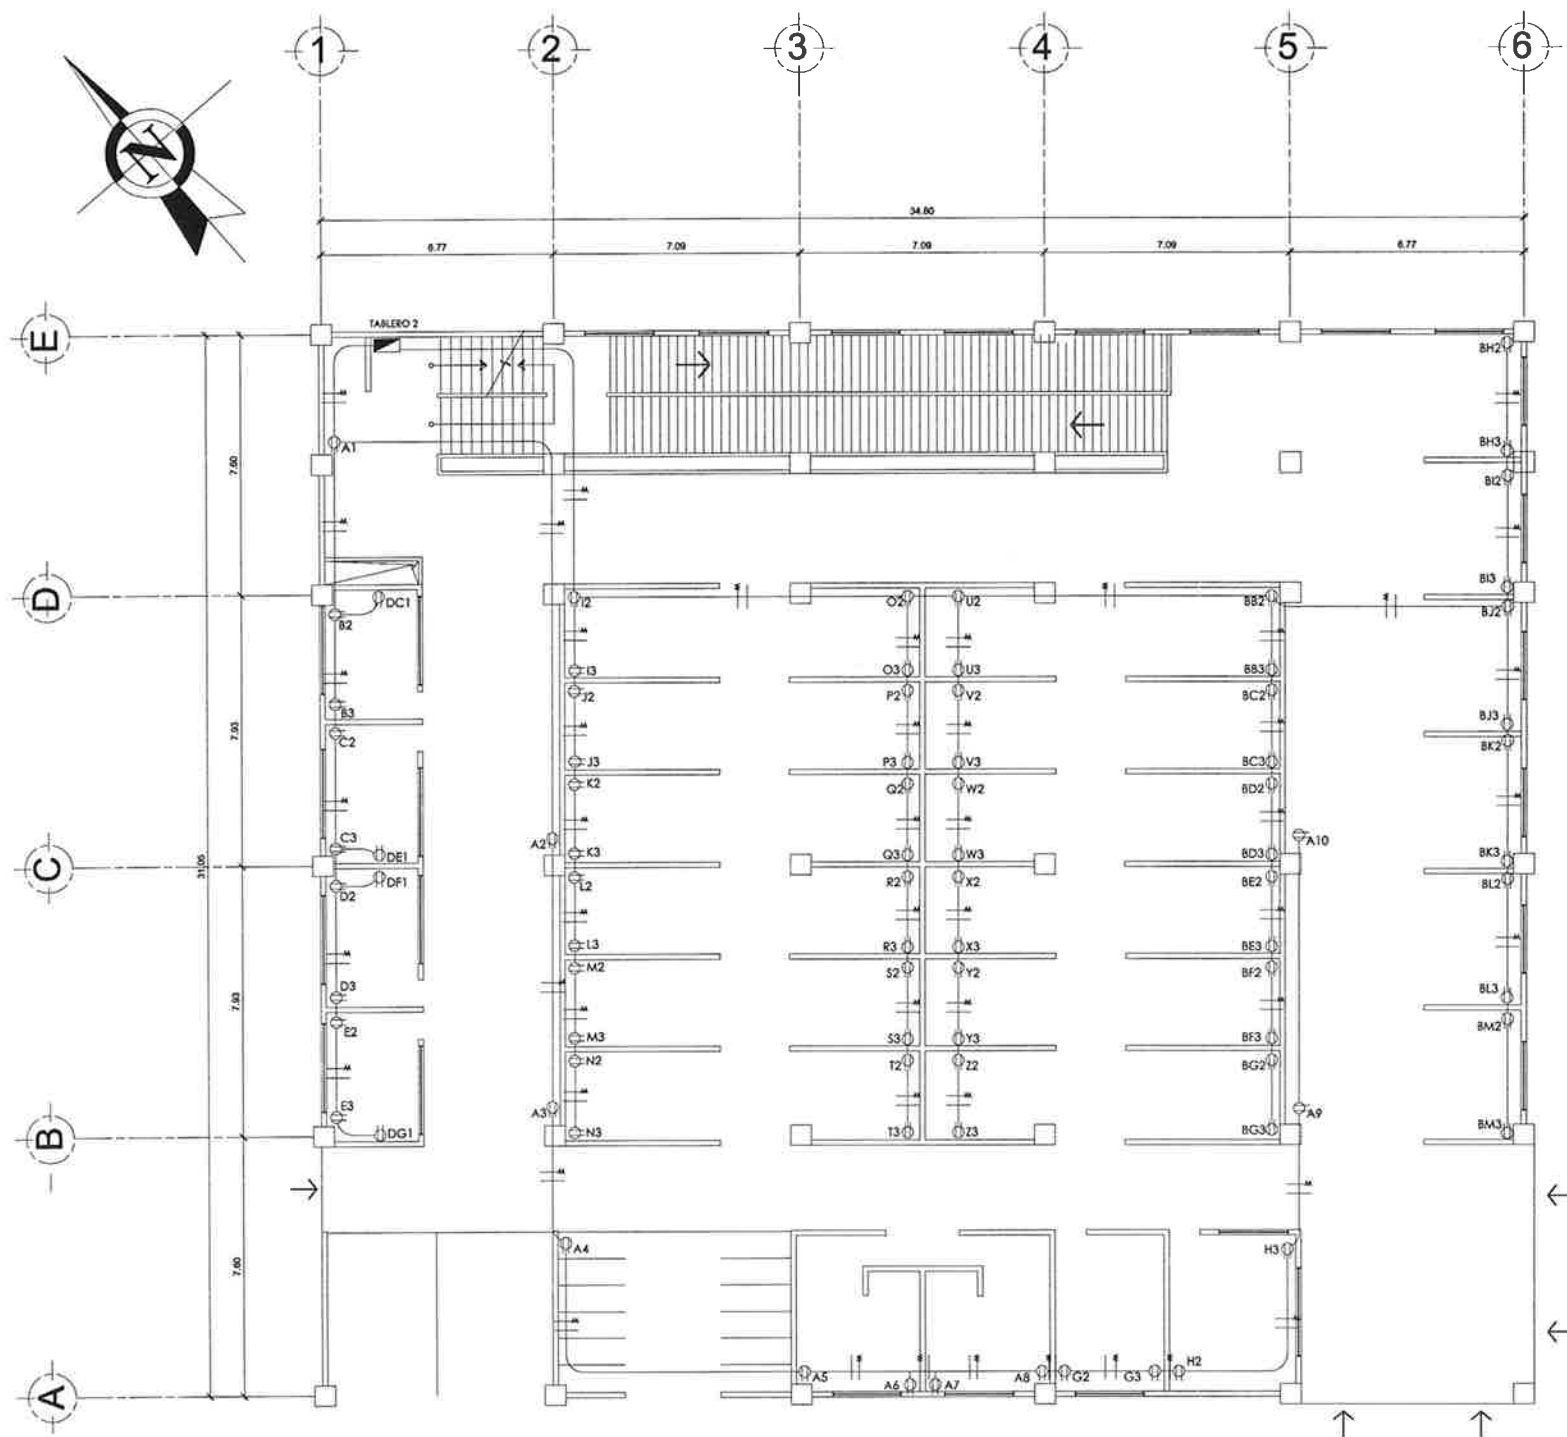 1 2 3 4 5 6
N
34.80
6.77 7.09 7.09 7.09 6.77
E
TABLERO 2
BH2
A1
BH3
7.60
BI2
D
DC1 I2 O2 U2 BB2 BI3
B2 BJ2
I3 O3 U3 BB3
J2 P2 V2 BC2
B3 BJ3
C2 BK2
7.93
J3 P3 V3 BC3
K2 Q2 W2 BD2
C3 A2 A10
DE1 K3 Q3 W3 BD3 BK3
C
31.05
DF1 L2 R2 X2 BE2 BL2
D2
L3 R3 X3 BE3
M2 S2 Y2 BF2
D3 BL3
7.93
E2 BM2
M3 S3 Y3 BF3
N2 T2 Z2 BG2
E3 A3 A9
DG1 N3 T3 Z3 BG3 BM3
B
A4 H3
7.60
A5 A6 A7 A8 G2 G3 H2
A